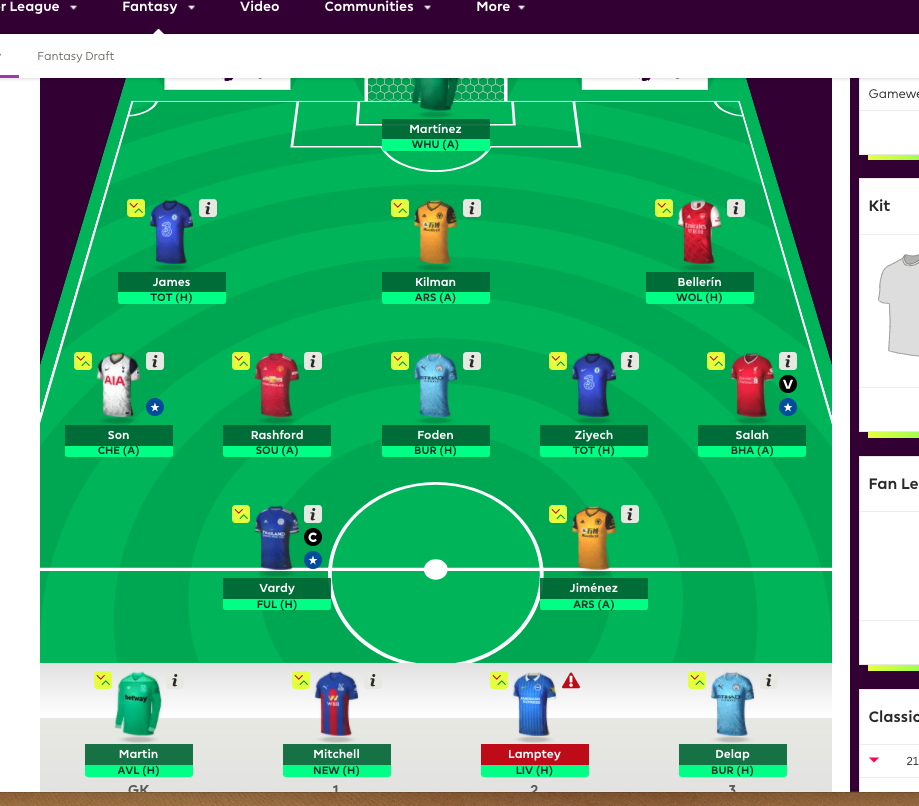 r League
Fantasy
Video
Communities
More
Fantasy Draft
Gamewe
Martínez
WHU (A)
Kit
James
TOT (H)
Kilman
ARS (A)
Bellerín
WOL (H)
AIA
V
Son
CHE (A)
Rashford
SOU (A)
Foden
BUR (H)
Ziyech
TOT (H)
Salah
BHA (A)
Fan Le
C
Vardy
FUL (H)
Jiménez
ARS (A)
betway
Martin
AVL (H)
Mitchell
NEW (H)
Lamptey
LIV (H)
Delap
BUR (H)
Classic
21
GK
1
2
3